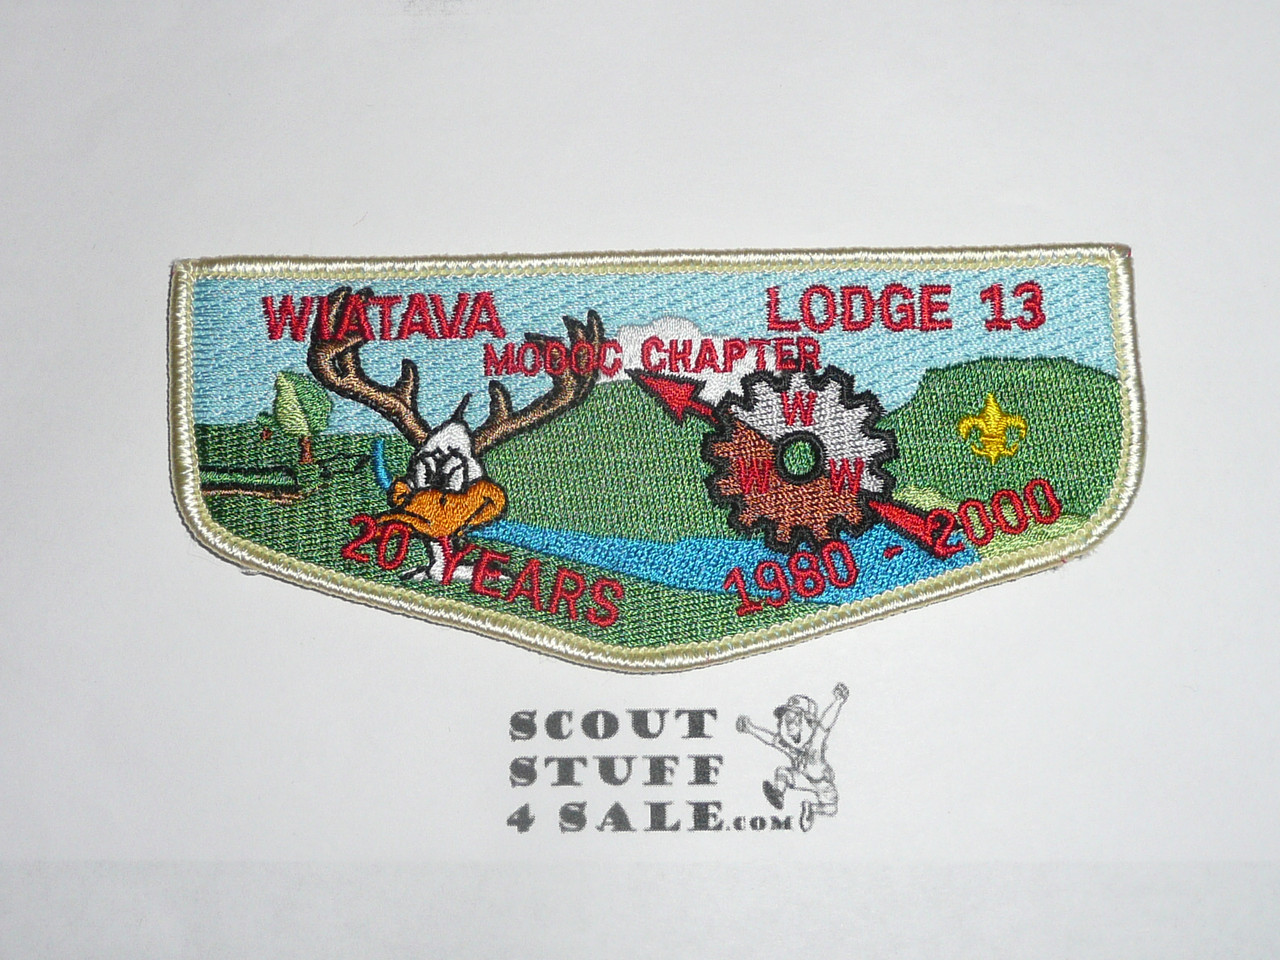 WIATAVA LODGE 13
MODOC CHAPTER
W
W W
20 YEARS 1980 - 2000
SCOUT
STUFF
4 SALE.COM